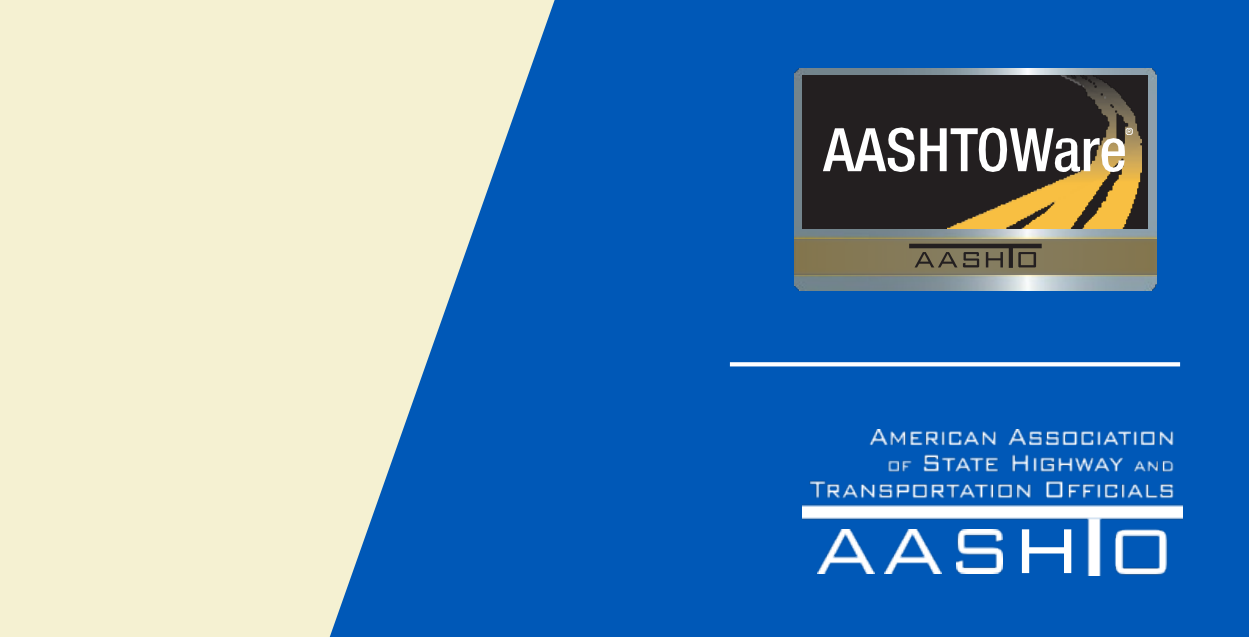 AASHTOWare®
AASHTO
American Association
of State Highway and
Transportation Officials
AASHTO